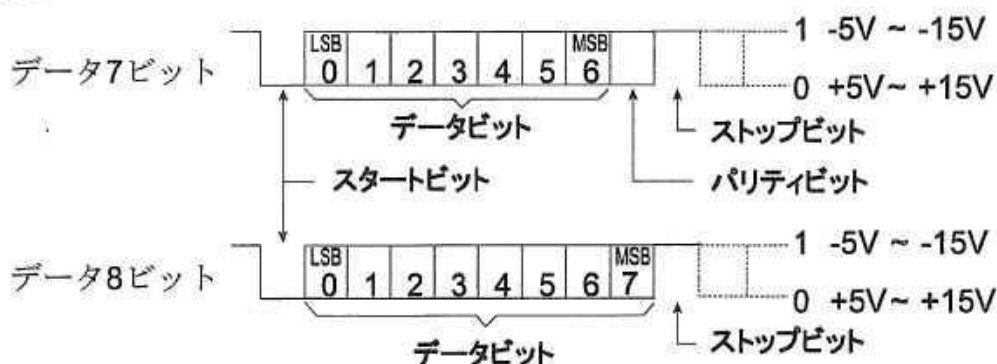 LSB MSB 1 -5V ~ -15V
データ7ビット 0 1 2 3 4 5 6 0 +5V~ +15V
データビット ストップビット
スタートビット パリティビット
LSB MSB 1 -5V ~ -15V
データ8ビット 0 1 2 3 4 5 6 7 0 +5V~ +15V
データビット ストップビット